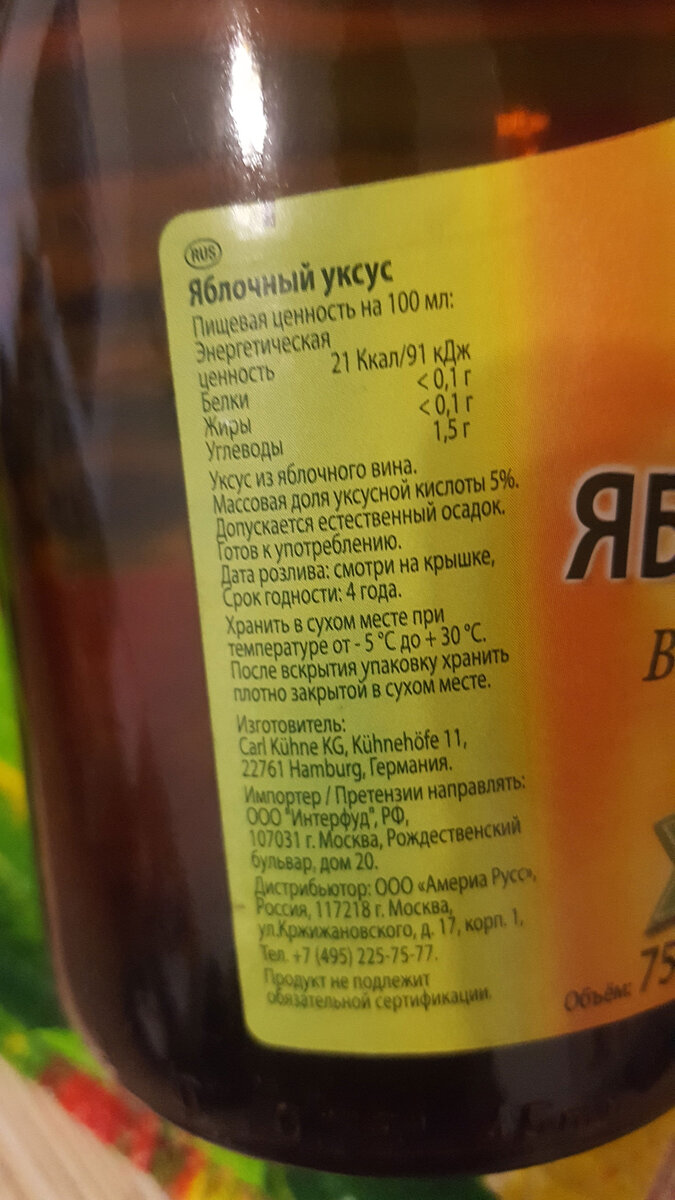 RUS
Яблочный уксус
Пищевая ценность на 100 мл:
Энергетическая
ценность 21 Ккал/91 кДж
Белки < 0,1 г
Жиры < 0,1 г
Углеводы 1,5 г
Уксус из яблочного вина.
Массовая доля уксусной кислоты 5%.
Допускается естественный осадок.
Готов к употреблению.
Дата розлива: смотри на крышке,
Срок годности: 4 года.
Хранить в сухом месте при
температуре от - 5 °С до + 30 °С.
После вскрытия упаковку хранить
плотно закрытой в сухом месте.
Изготовитель:
Carl Kühne KG, Kühnehöfe 11,
22761 Hamburg, Германия.
Импортер / Претензии направлять:
ООО "Интерфуд", РФ,
107031 г. Москва, Рождественский
бульвар, дом 20.
Дистрибьютор: ООО «Америа Русс»,
Россия, 117218 г. Москва,
ул.Кржижановского, д. 17, корп. 1,
Тел. +7 (495) 225-75-77.
Продукт не подлежит
обязательной сертификации.
ЯБ
В
Объём: 75